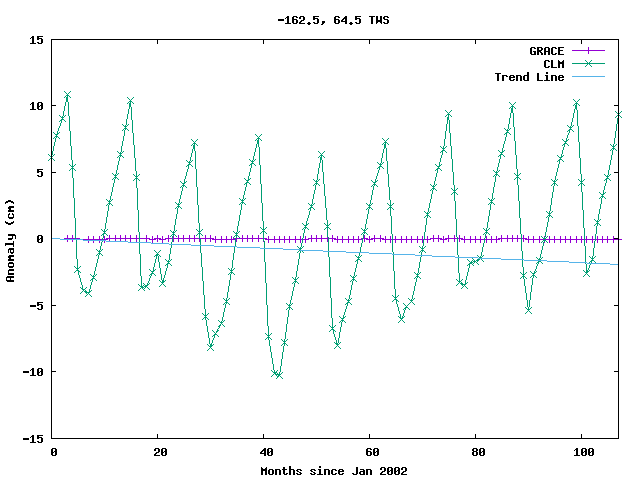 -162.5, 64.5 TWS
GRACE
CLM
Trend Line
15
10
5
0
-5
-10
-15
Anomaly (cm)
0 20 40 60 80 100
Months since Jan 2002